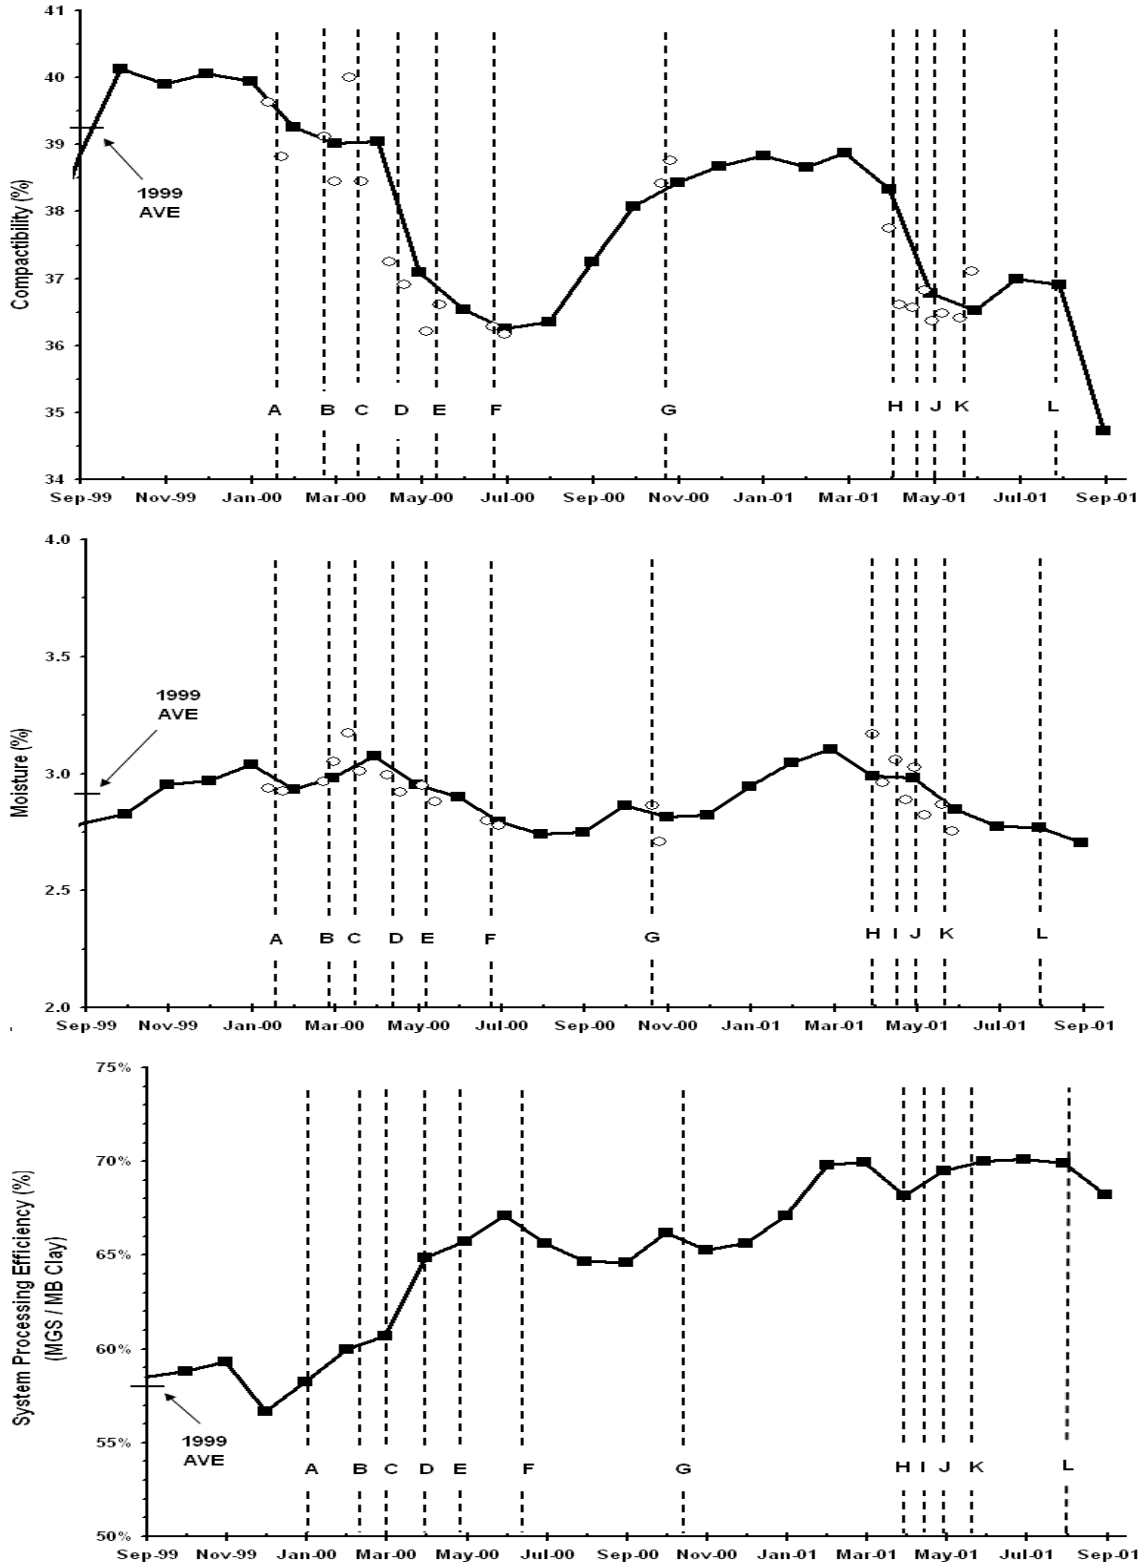 41
40
39
38
37
36
35
34
Compactibility (%)
1999
AVE
A B C D E F G H I J K L
Sep-99 Nov-99 Jan-00 Mar-00 May-00 Jul-00 Sep-00 Nov-00 Jan-01 Mar-01 May-01 Jul-01 Sep-01
4.0
3.5
3.0
2.5
2.0
Moisture (%)
1999
AVE
A B C D E F G H I J K L
Sep-99 Nov-99 Jan-00 Mar-00 May-00 Jul-00 Sep-00 Nov-00 Jan-01 Mar-01 May-01 Jul-01 Sep-01
75%
70%
65%
60%
55%
50%
System Processing Efficiency (%)
(MGS / MB Clay)
1999
AVE
A B C D E F G H I J K L
Sep-99 Nov-99 Jan-00 Mar-00 May-00 Jul-00 Sep-00 Nov-00 Jan-01 Mar-01 May-01 Jul-01 Sep-01